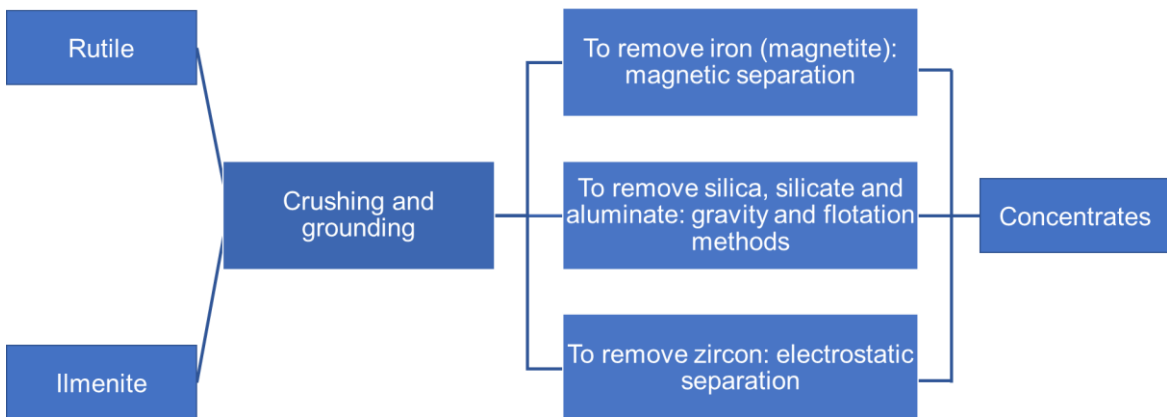 Rutile
Ilmenite
Crushing and
grounding
To remove iron (magnetite):
magnetic separation
To remove silica, silicate and
aluminate: gravity and flotation
methods
To remove zircon: electrostatic
separation
Concentrates